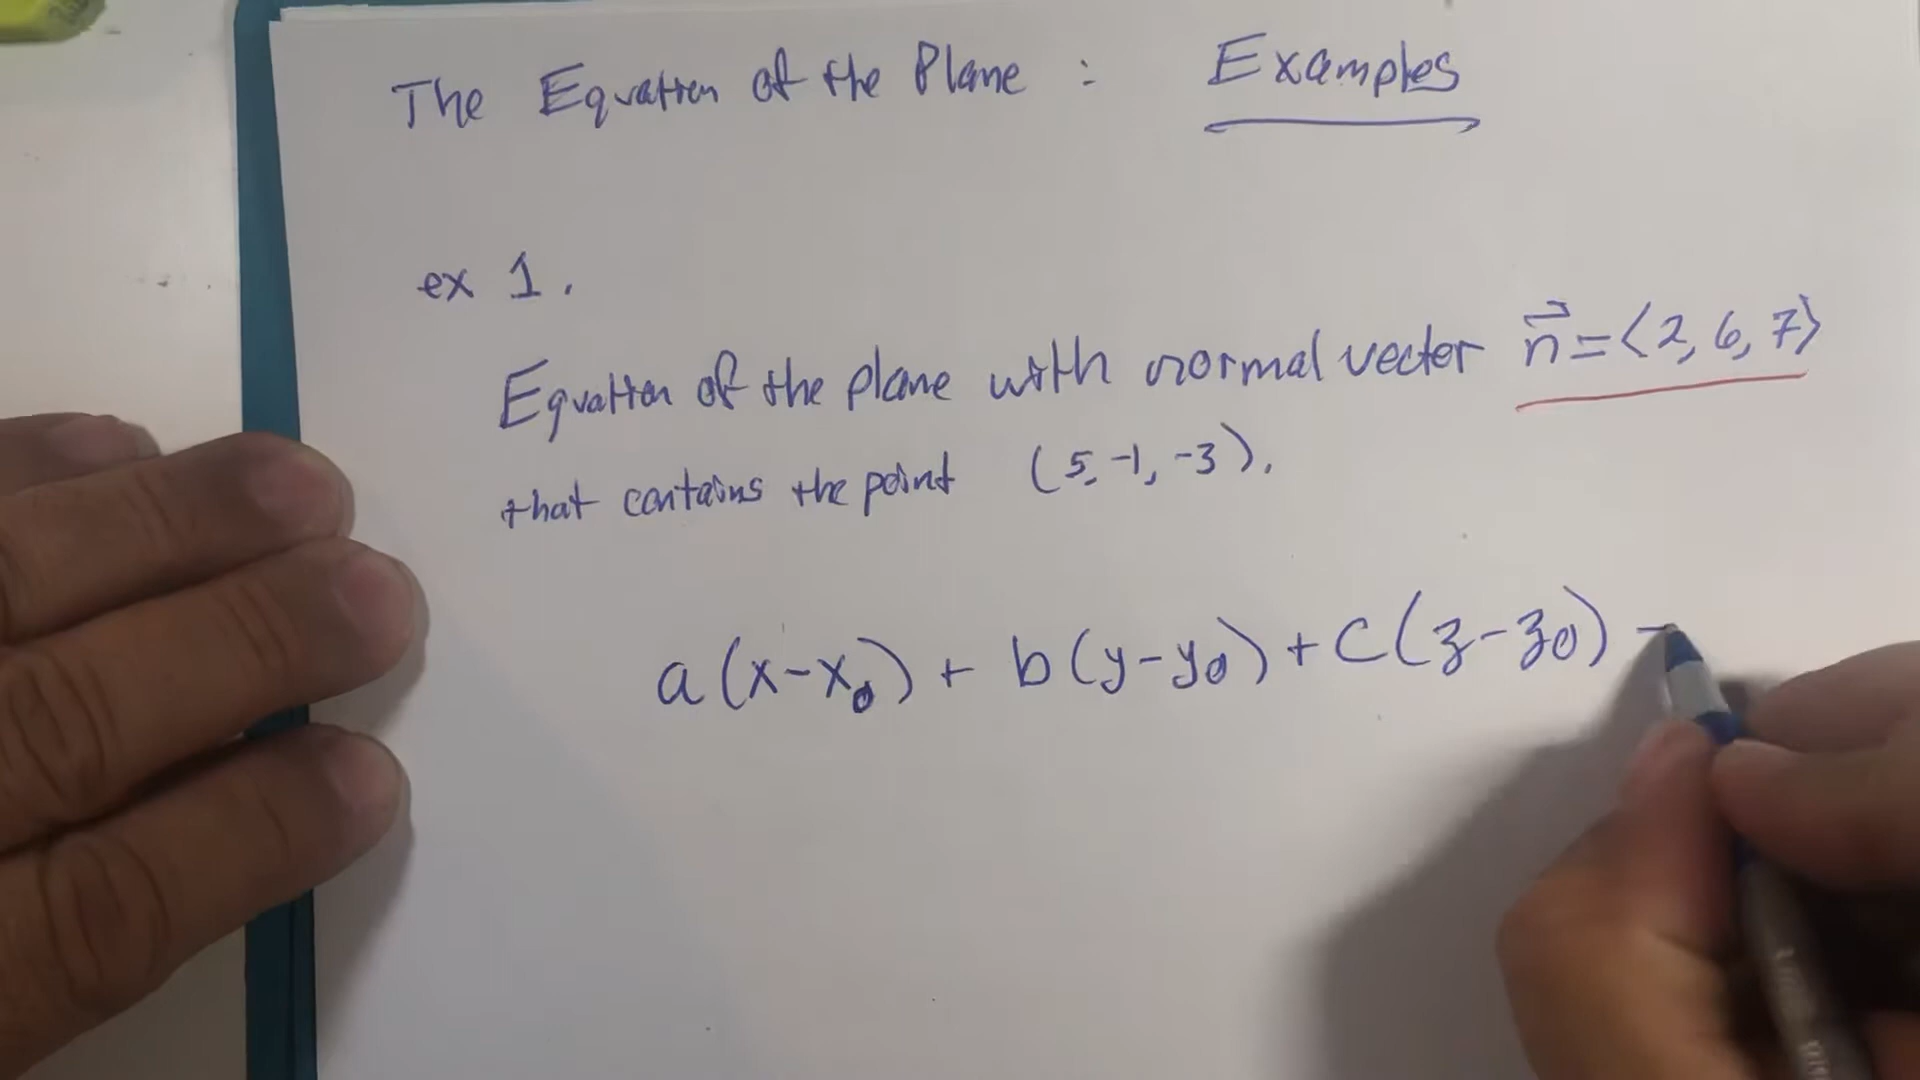 The Equation of the Plane : Examples
ex 1.
Equation of the plane with normal vector n⃗ = ⟨2, 6, 7⟩
that contains the point (5, -1, -3).
a(x-x₀) + b(y-y₀) + c(z-z₀) -